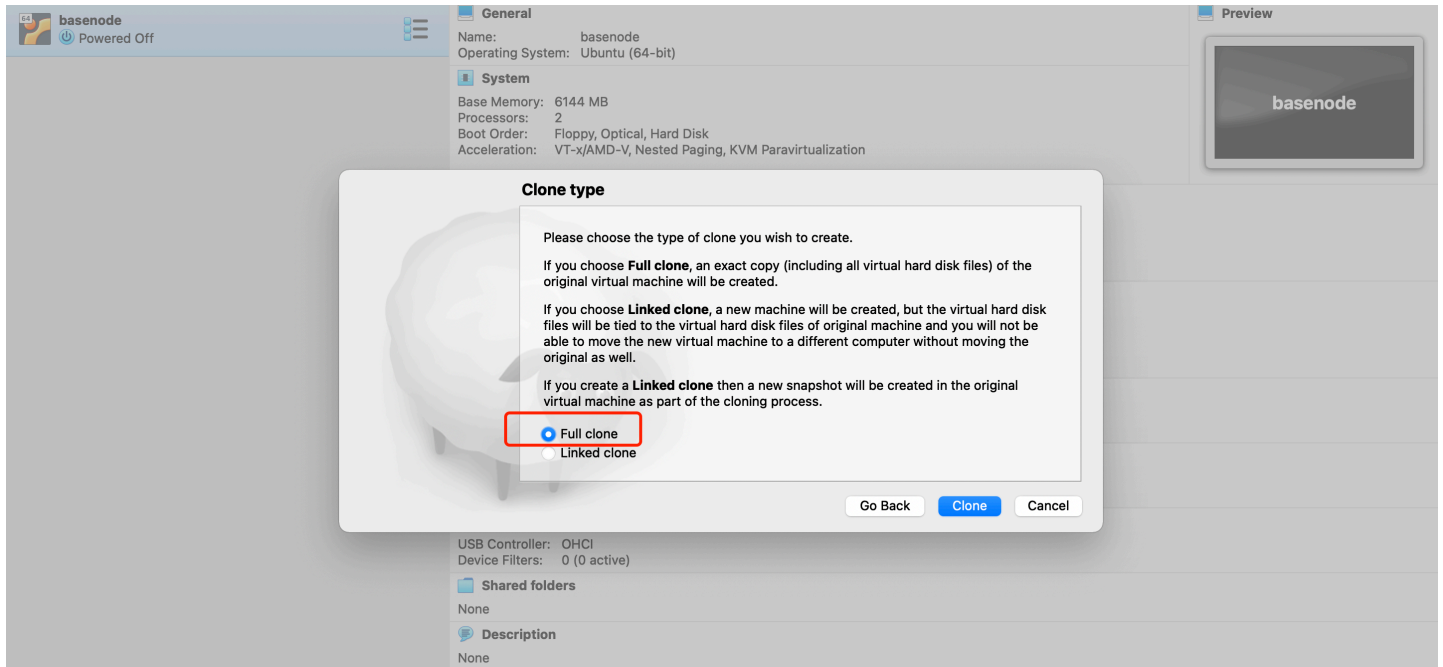 64
basenode
Powered Off
General
Name: basenode
Operating System: Ubuntu (64-bit)
System
Base Memory: 6144 MB
Processors: 2
Boot Order: Floppy, Optical, Hard Disk
Acceleration: VT-x/AMD-V, Nested Paging, KVM Paravirtualization
Preview
basenode
Clone type
Please choose the type of clone you wish to create.
If you choose Full clone, an exact copy (including all virtual hard disk files) of the
original virtual machine will be created.
If you choose Linked clone, a new machine will be created, but the virtual hard disk
files will be tied to the virtual hard disk files of original machine and you will not be
able to move the new virtual machine to a different computer without moving the
original as well.
If you create a Linked clone then a new snapshot will be created in the original
virtual machine as part of the cloning process.
Full clone
Linked clone
Go Back
Clone
Cancel
USB Controller: OHCI
Device Filters: 0 (0 active)
Shared folders
None
Description
None